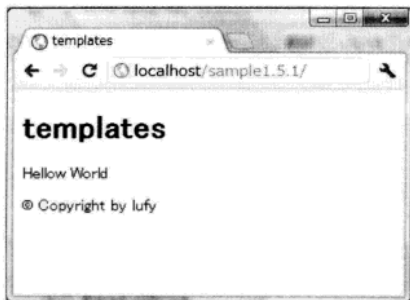 templates
localhost/sample1.5.1/
templates
Hellow World
© Copyright by lufy